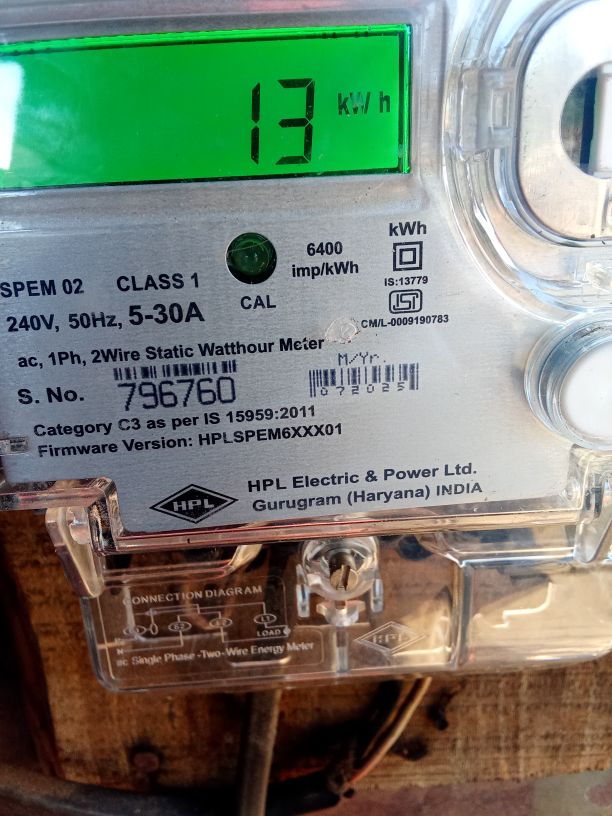 13 kWh
6400
imp/kWh
kWh
IS:13779
CM/L-0009190783
SPEM 02 CLASS 1
CAL
240V, 50Hz, 5-30A
ac, 1Ph, 2Wire Static Watthour Meter
M/Yr.
S. No. 796760
072025
Category C3 as per IS 15959:2011
Firmware Version: HPLSPEM6XXX01
HPL
HPL Electric & Power Ltd.
Gurugram (Haryana) INDIA
CONNECTION DIAGRAM
LOAD
ac Single Phase -Two-Wire Energy Meter
HPL